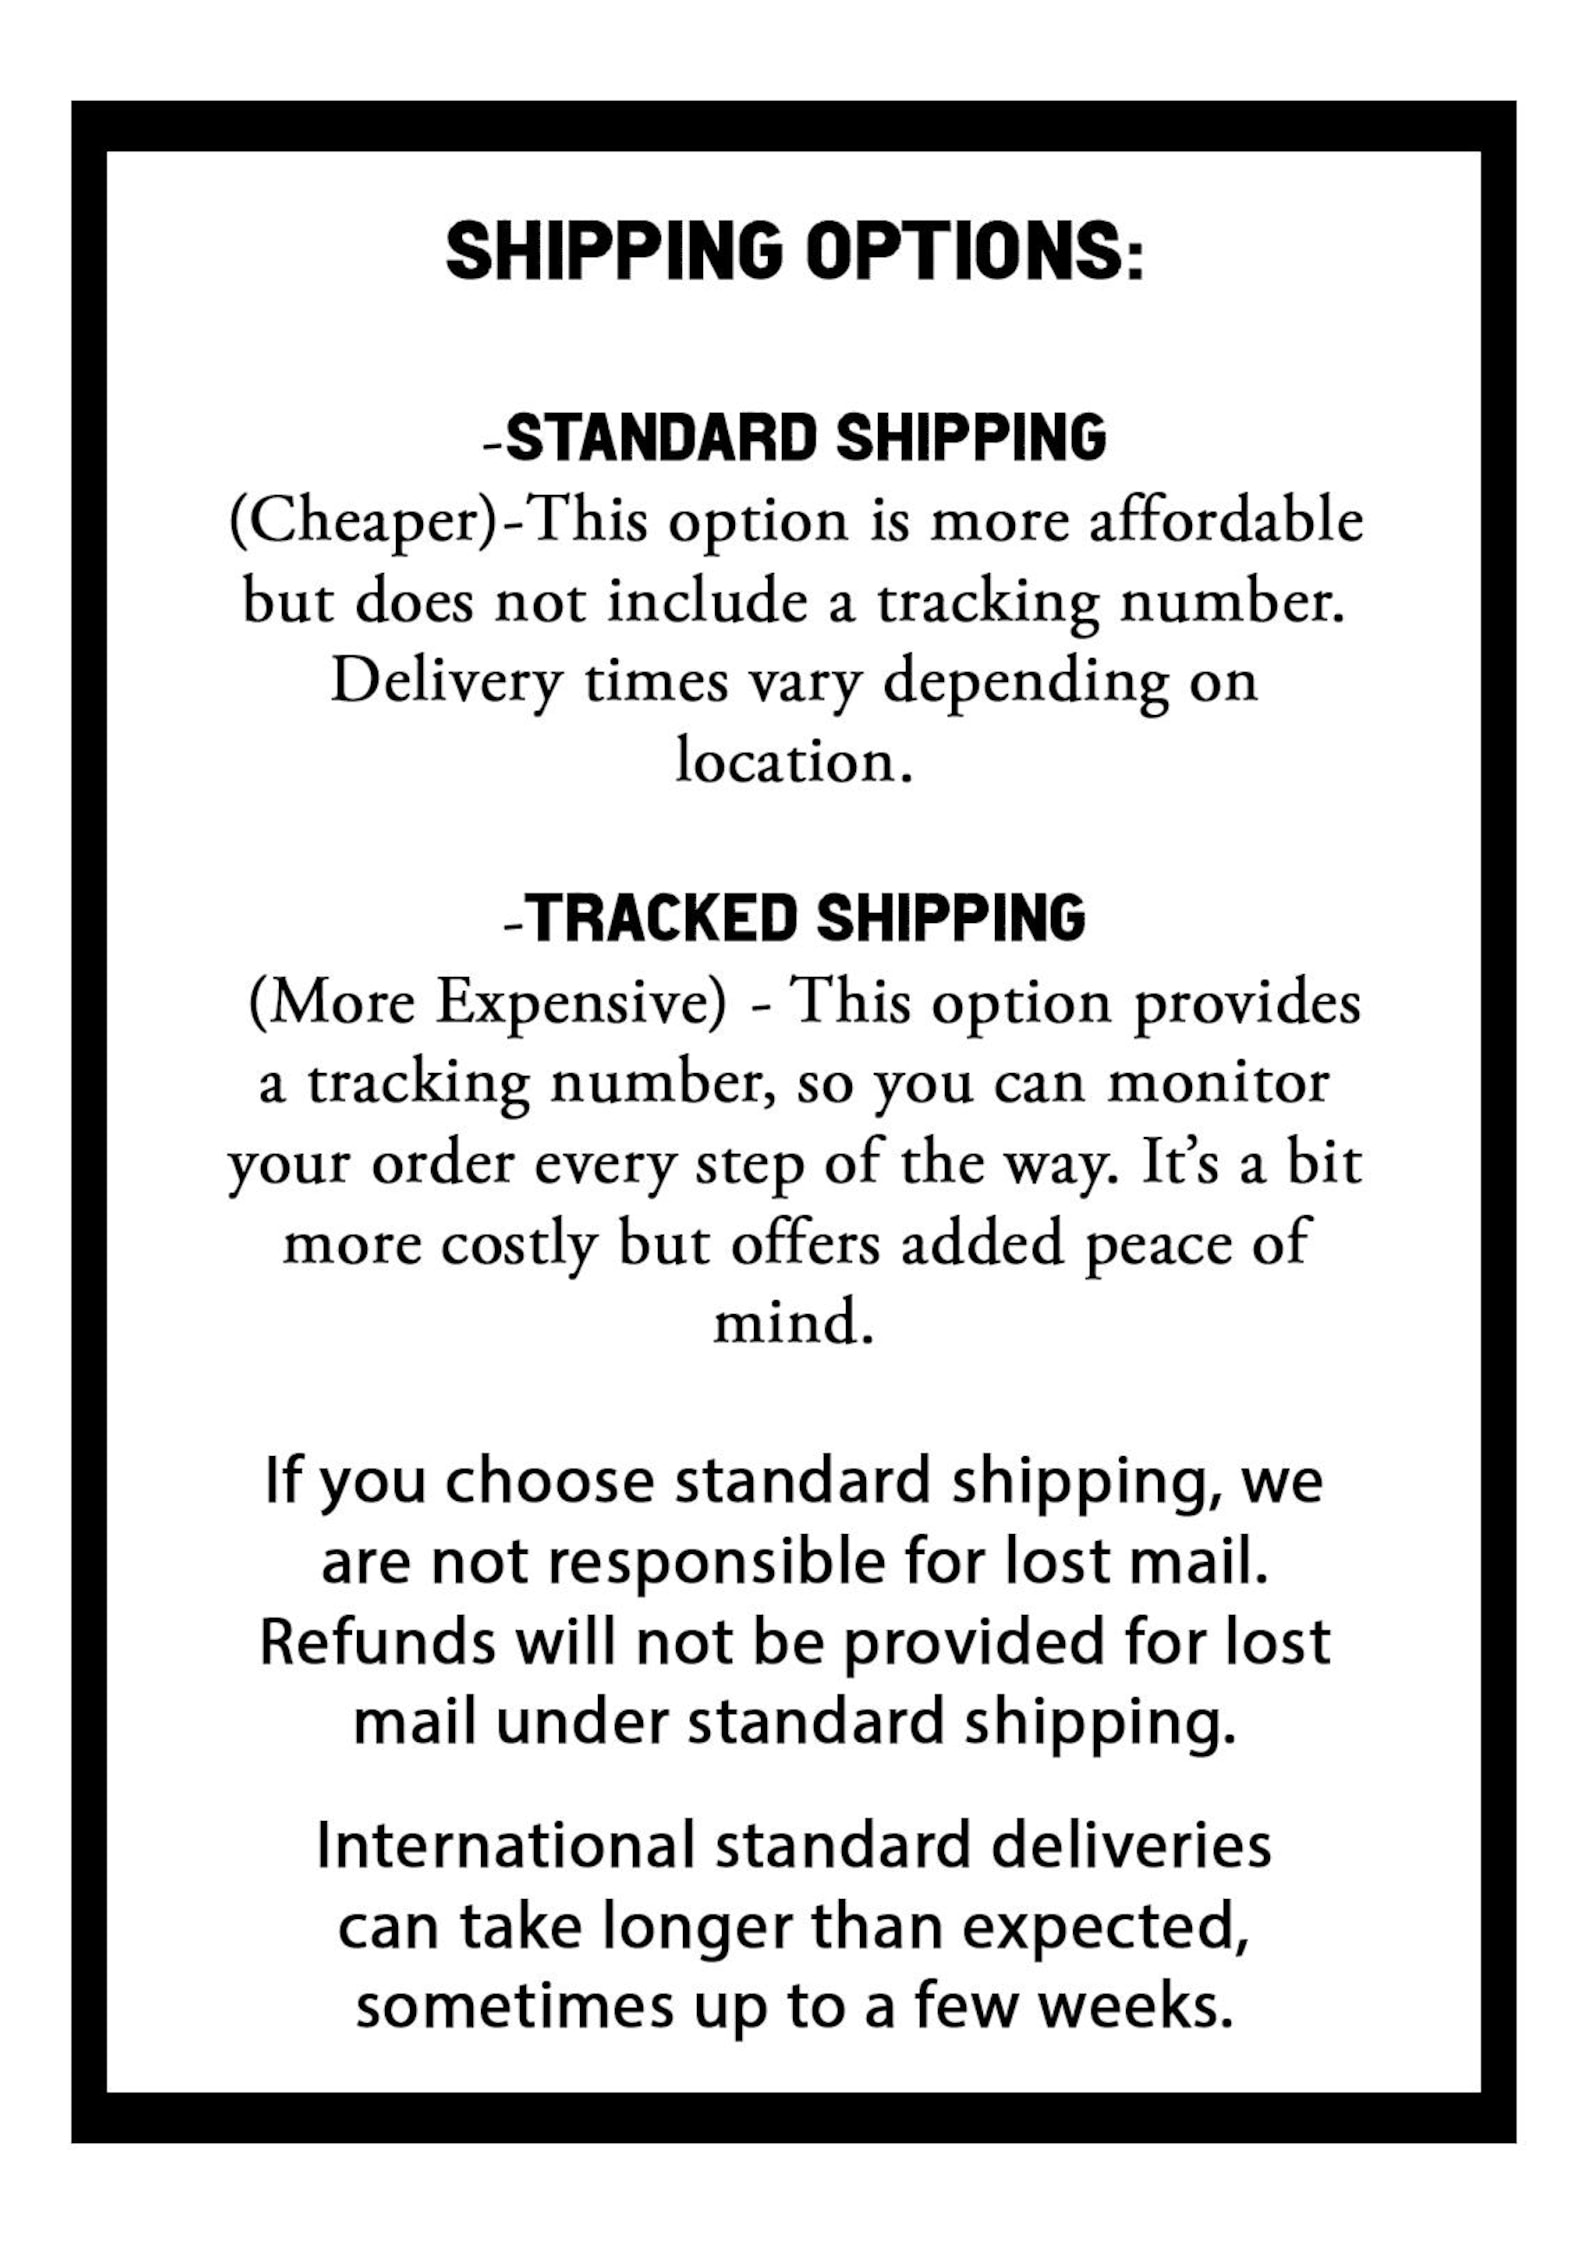 SHIPPING OPTIONS:
-STANDARD SHIPPING
(Cheaper)-This option is more affordable
but does not include a tracking number.
Delivery times vary depending on
location.
-TRACKED SHIPPING
(More Expensive) - This option provides
a tracking number, so you can monitor
your order every step of the way. It’s a bit
more costly but offers added peace of
mind.
If you choose standard shipping, we
are not responsible for lost mail.
Refunds will not be provided for lost
mail under standard shipping.
International standard deliveries
can take longer than expected,
sometimes up to a few weeks.